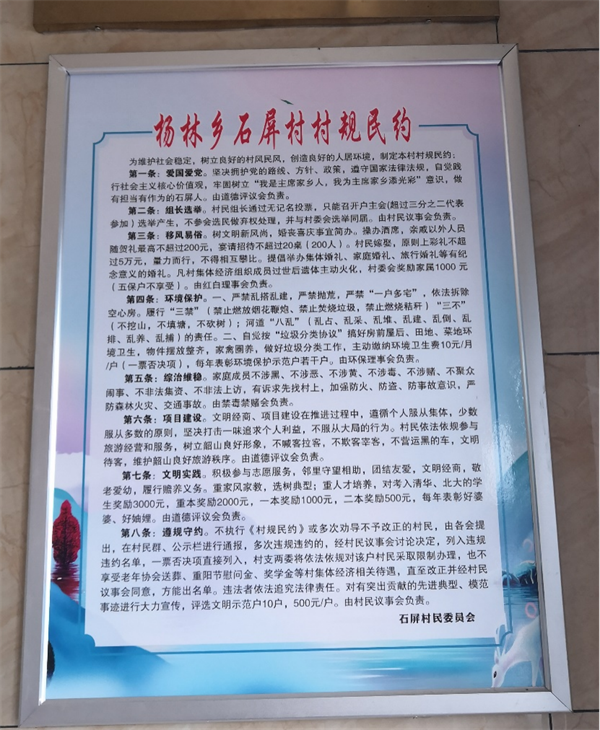 杨林乡石屏村村规民约
为维护社会稳定，树立良好的村风民风，创造良好的人居环境，制定本村村规民约：
第一条：爱国爱党。坚决拥护党的路线、方针、政策，遵守国家法律法规，自觉践
行社会主义核心价值观，牢固树立“我是主席家乡人，我为主席家乡添光彩”意识，做
有担当有作为的石屏人。由道德评议会负责。
第二条：组长选举。村民组长通过无记名投票，只能召开户主会(超过三分之二代表
参加）选举产生，不参会选民做弃权处理，并与村委会选举同届。由村民议事会负责。
第三条：移风易俗。树文明新风尚，婚丧喜庆事宜简办。操办酒席，亲戚以外人员
随贺礼最高不超过200元，宴请招待不超过20桌（200人）。村民嫁娶，原则上彩礼不超
过5万元，量力而行，不得相互攀比。提倡举办集体婚礼、家庭婚礼、旅行婚礼等有纪
念意义的婚礼。凡村集体经济组织成员过世后遗体主动火化，村委会奖励家属1000元
（五保户不享受）。由红白理事会负责。
第四条：环境保护。一、严禁乱搭乱建，严禁抛荒，严禁“一户多宅”，依法拆除
空心房。履行“三禁”（禁止燃放烟花鞭炮、禁止焚烧垃圾，禁止燃烧秸秆）“三不”
（不挖山，不填塘，不砍树）；河道“八乱”（乱占、乱采、乱堆、乱建、乱倒、乱
排、乱养、乱捕）的责任。二、自觉按“垃圾分类协议”搞好房前屋后、田地、菜地环
境卫生，物件摆放整齐，家禽圈养，做好垃圾分类工作，主动缴纳环境卫生费10元/月
/户（一票否决项），每年表彰环境保护示范户若干户。由环保理事会负责。
第五条：综治维稳。家庭成员不涉黑、不涉恶、不涉黄、不涉毒、不涉赌、不聚众
闹事、不非法集资、不非法上访，有诉求先找村上，加强防火、防盗、防事故意识，严
防森林火灾、交通事故。由禁毒禁赌会负责。
第六条：项目建设。文明经商、项目建设在推进过程中，遵循个人服从集体，少数
服从多数的原则，坚决打击一味追求个人利益，不服从大局的行为。村民依法依规参与
旅游经营和服务，树立韶山良好形象，不喊客拉客，不欺客宰客，不营运黑的车，文明
待客，维护韶山良好旅游秩序。由道德评议会负责。
第七条：文明实践。积极参与志愿服务，邻里守望相助，团结友爱，文明经商，敬
老爱幼，履行赡养义务。重家风家教，选树典型；重人才培养，对考入清华、北大的学
生奖励3000元，重本奖励2000元，一本奖励1000元，二本奖励500元，每年表彰好婆
婆、好妯娌。由道德评议会负责。
第八条：遵规守约。不执行《村规民约》或多次劝导不予改正的村民，由各会提
出，在村民群、公示栏进行通报，多次违规违约的，经村民议事会讨论决定，列入违规
违约名单，一票否决项直接列入，村支两委将依法依规对该户村民采取限制办理，也不
享受老年协会送葬、重阳节慰问金、奖学金等村集体经济相关待遇，直至改正并经村民
议事会同意，方能出名单。违法者依法追究法律责任。对有突出贡献的先进典型、模范
事迹进行大力宣传，评选文明示范户10户，500元/户。由村民议事会负责。
石屏村村民委员会